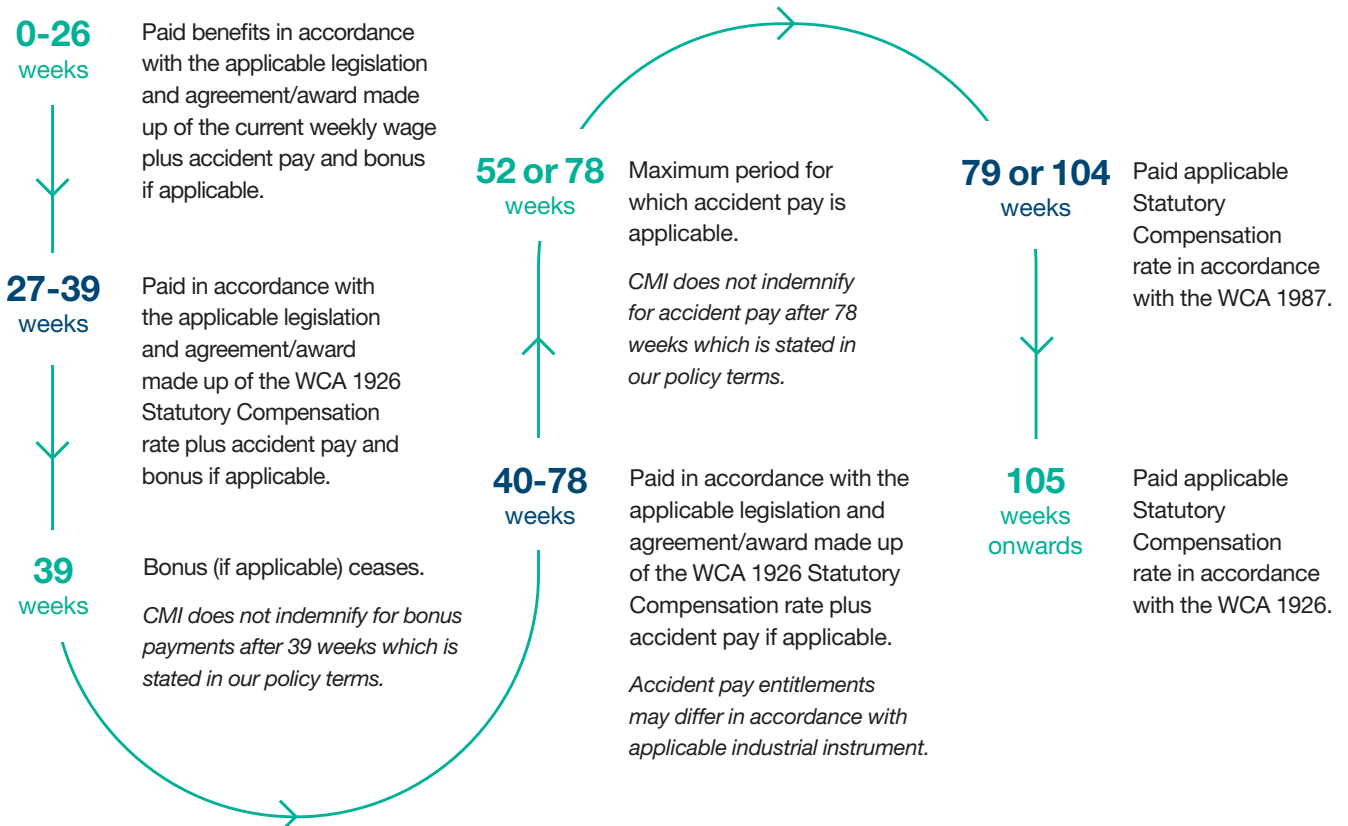 0-26
weeks
Paid benefits in accordance
with the applicable legislation
and agreement/award made
up of the current weekly wage
plus accident pay and bonus
if applicable.
27-39
weeks
Paid in accordance with
the applicable legislation
and agreement/award
made up of the WCA 1926
Statutory Compensation
rate plus accident pay and
bonus if applicable.
39
weeks
Bonus (if applicable) ceases.
CMI does not indemnify for bonus
payments after 39 weeks which is
stated in our policy terms.
40-78
weeks
Paid in accordance with the
applicable legislation and
agreement/award made up
of the WCA 1926 Statutory
Compensation rate plus
accident pay if applicable.
Accident pay entitlements
may differ in accordance with
applicable industrial instrument.
52 or 78
weeks
Maximum period for
which accident pay is
applicable.
CMI does not indemnify
for accident pay after 78
weeks which is stated in
our policy terms.
79 or 104
weeks
Paid applicable
Statutory
Compensation
rate in accordance
with the WCA 1987.
105
weeks
onwards
Paid applicable
Statutory
Compensation
rate in accordance
with the WCA 1926.